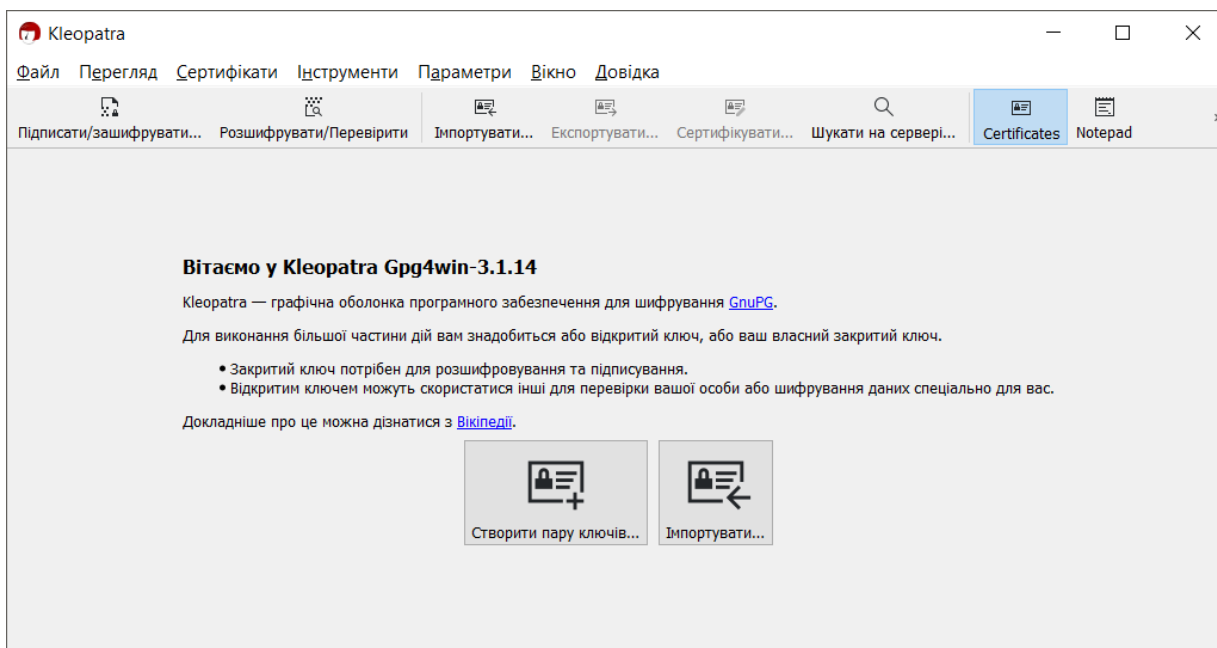 Kleopatra
Файл Перегляд Сертифікати Інструменти Параметри Вікно Довідка
Підписати/зашифрувати... Розшифрувати/Перевірити Імпортувати... Експортувати... Сертифікувати... Шукати на сервері... Certificates Notepad
Вітаємо у Kleopatra Gpg4win-3.1.14
Kleopatra — графічна оболонка програмного забезпечення для шифрування GnuPG.
Для виконання більшої частини дій вам знадобиться або відкритий ключ, або ваш власний закритий ключ.
• Закритий ключ потрібен для розшифровування та підписування.
• Відкритим ключем можуть скористатися інші для перевірки вашої особи або шифрування даних спеціально для вас.
Докладніше про це можна дізнатися з Вікіпедії.
Створити пару ключів... Імпортувати...